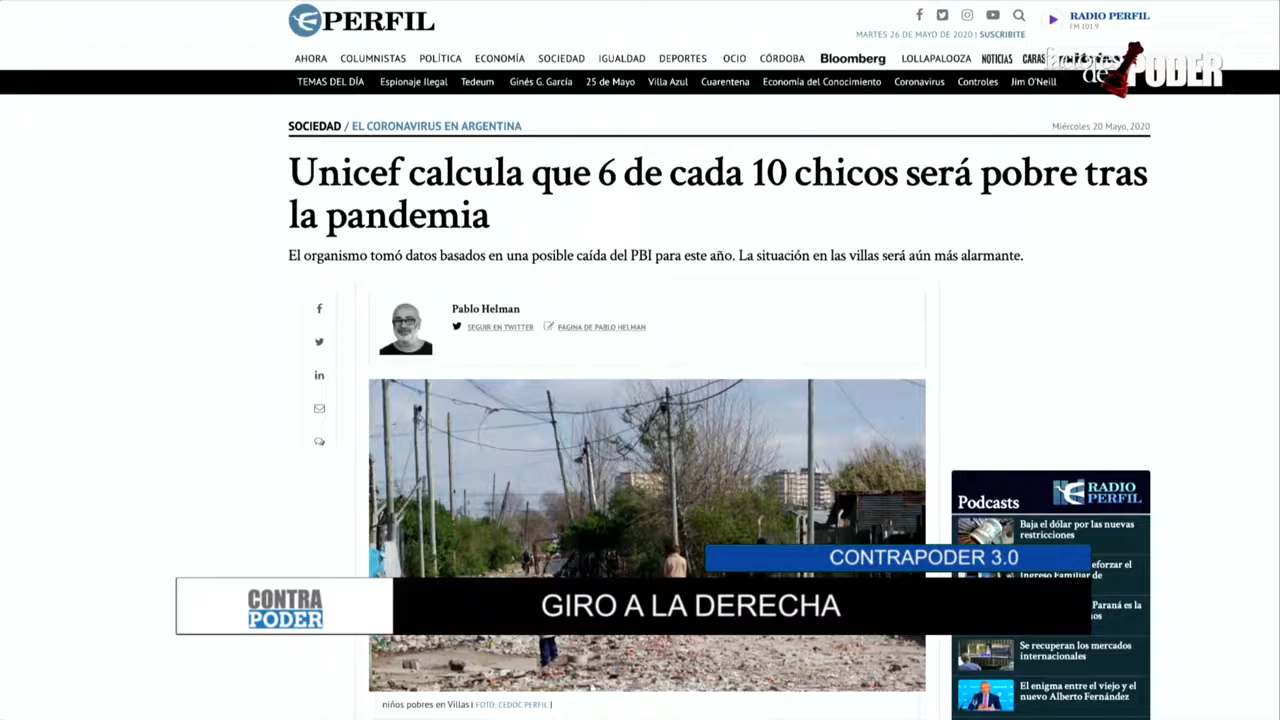 PERFIL
RADIO PERFIL
FM 101.9
MARTES 26 DE MAYO DE 2020 | SUSCRIBITE
AHORA COLUMNISTAS POLÍTICA ECONOMÍA SOCIEDAD IGUALDAD DEPORTES OCIO CÓRDOBA Bloomberg LOLLAPALOOZA NOTICIAS CARAS
factores de PODER
TEMAS DEL DÍA Espionaje Ilegal Tedeum Ginés G. García 25 de Mayo Villa Azul Cuarentena Economía del Conocimiento Coronavirus Controles Jim O'Neill
SOCIEDAD / EL CORONAVIRUS EN ARGENTINA
Miércoles 20 Mayo, 2020
Unicef calcula que 6 de cada 10 chicos será pobre tras
la pandemia
El organismo tomó datos basados en una posible caída del PBI para este año. La situación en las villas será aún más alarmante.
Pablo Helman
SEGUIR EN TWITTER PÁGINA DE PABLO HELMAN
Podcasts
RADIO
PERFIL
Baja el dólar por las nuevas
restricciones
CONTRAPODER 3.0
eforzar el
Ingreso Familiar de
CONTRA
PODER
GIRO A LA DERECHA
Paraná es la
Se recuperan los mercados
internacionales
El enigma entre el viejo y el
nuevo Alberto Fernández
niños pobres en Villas | FOTO: CEDOC PERFIL |